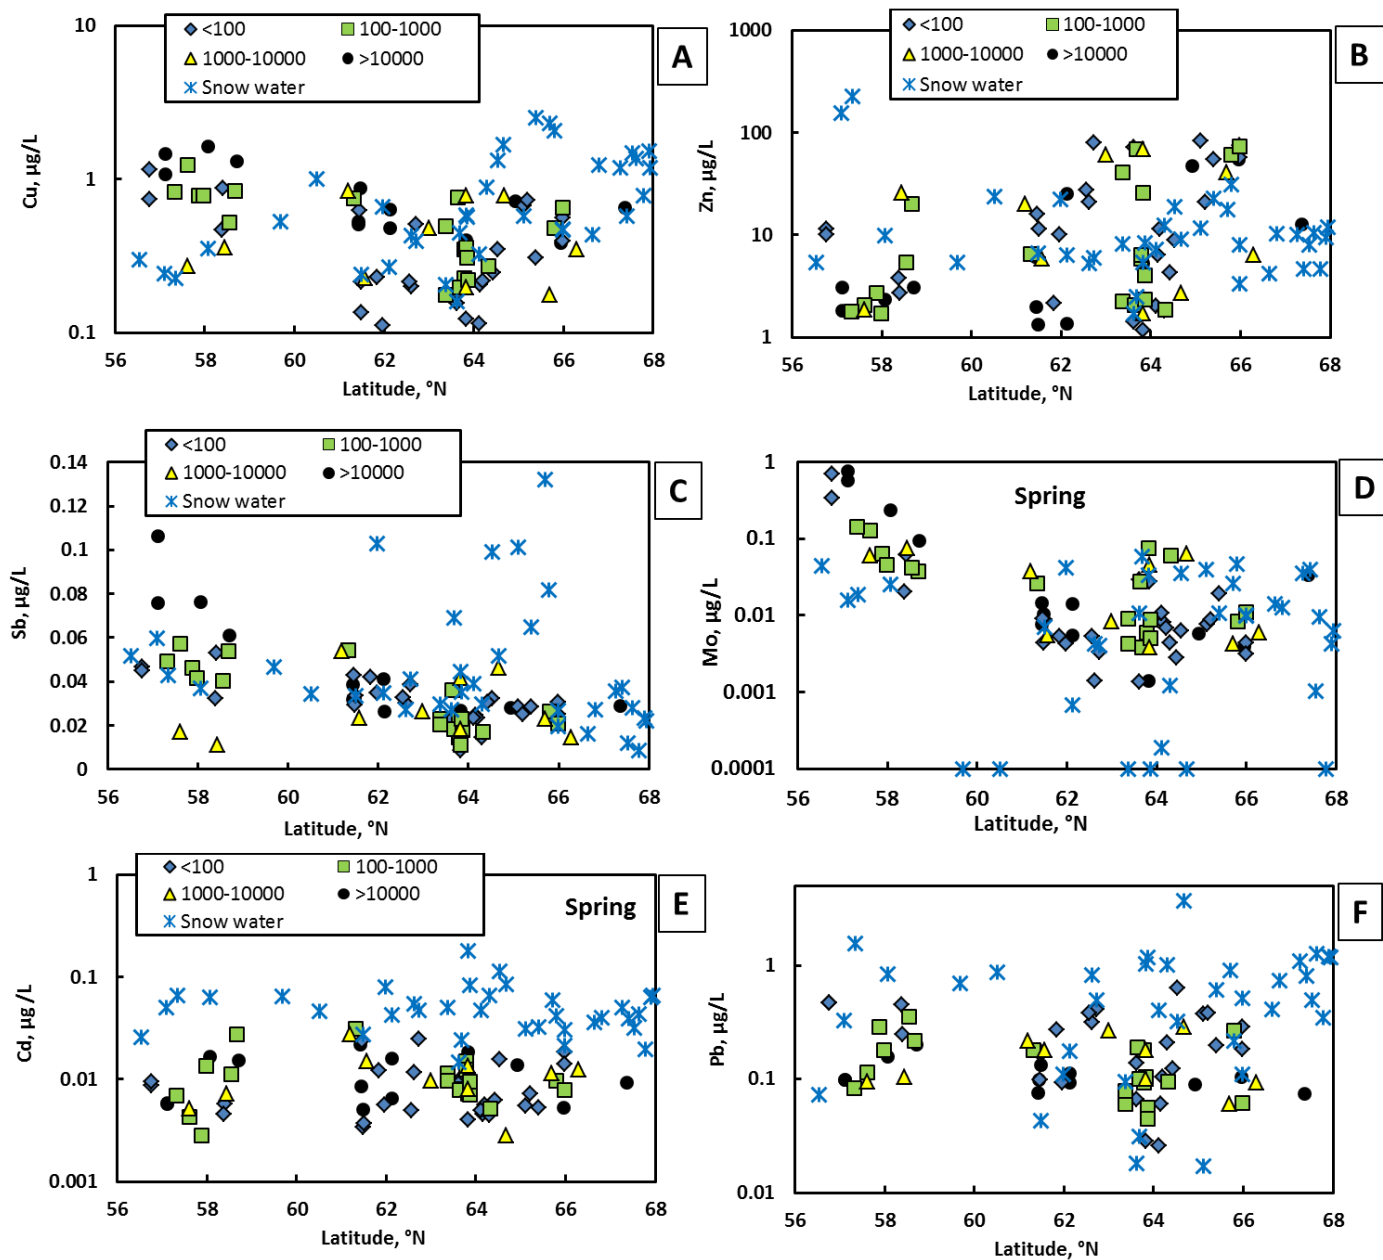 <100 100-1000
1000-10000 >10000
Snow water
A
10
1
0.1
Cu, µg/L
56 58 60 62 64 66 68
Latitude, °N
<100 100-1000
1000-10000 >10000
Snow water
B
1000
100
10
1
Zn, µg/L
56 58 60 62 64 66 68
Latitude, °N
<100 100-1000
1000-10000 >10000
Snow water
C
0.14
0.12
0.1
0.08
0.06
0.04
0.02
0
Sb, µg/L
56 58 60 62 64 66 68
Latitude, °N
Spring
D
1
0.1
0.01
0.001
0.0001
Mo, µg/L
56 58 60 62 64 66 68
Latitude, °N
<100 100-1000
1000-10000 >10000
Snow water
Spring
E
1
0.1
0.01
0.001
Cd, µg/L
56 58 60 62 64 66 68
Latitude, °N
F
1
0.1
0.01
Pb, µg/L
56 58 60 62 64 66 68
Latitude, °N